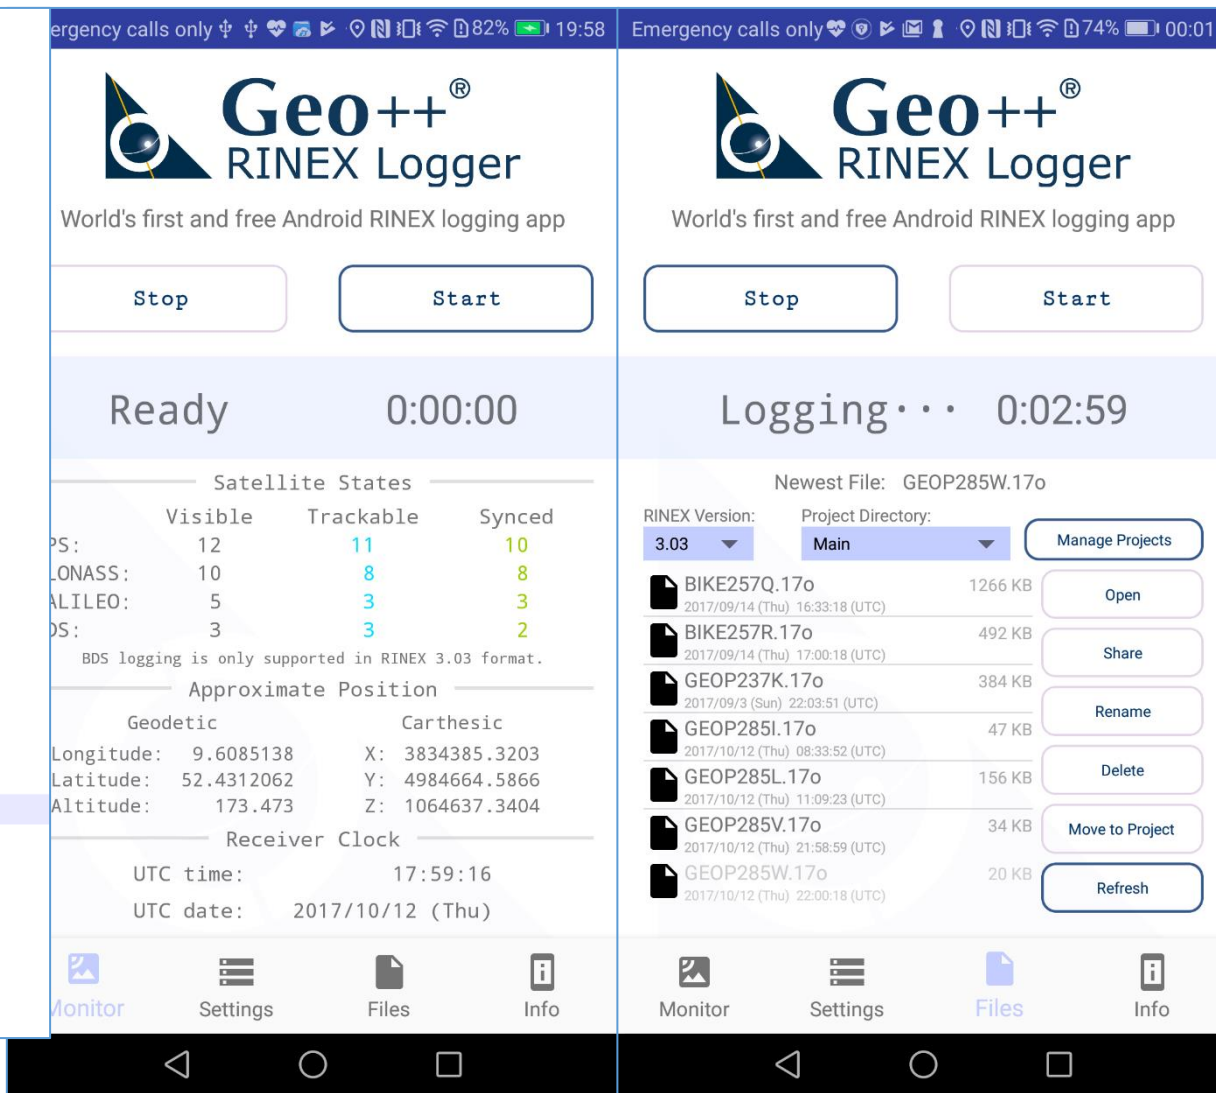 ergency calls only 82% 19:58
Geo++®
RINEX Logger
World's first and free Android RINEX logging app
Stop Start
Ready 0:00:00
Satellite States
Visible Trackable Synced
PS: 12 11 10
LONASS: 10 8 8
ALILEO: 5 3 3
DS: 3 3 2
BDS logging is only supported in RINEX 3.03 format.
Approximate Position
Geodetic Carthesic
Longitude: 9.6085138 X: 3834385.3203
Latitude: 52.4312062 Y: 4984664.5866
Altitude: 173.473 Z: 1064637.3404
Receiver Clock
UTC time: 17:59:16
UTC date: 2017/10/12 (Thu)
Monitor Settings Files Info
Emergency calls only 74% 00:01
Geo++®
RINEX Logger
World's first and free Android RINEX logging app
Stop Start
Logging··· 0:02:59
Newest File: GEOP285W.17o
RINEX Version: Project Directory:
3.03 Main Manage Projects
BIKE257Q.17o 1266 KB
2017/09/14 (Thu) 16:33:18 (UTC)
Open
BIKE257R.17o 492 KB
2017/09/14 (Thu) 17:00:18 (UTC)
Share
GEOP237K.17o 384 KB
2017/09/3 (Sun) 22:03:51 (UTC)
Rename
GEOP285I.17o 47 KB
2017/10/12 (Thu) 08:33:52 (UTC)
Delete
GEOP285L.17o 156 KB
2017/10/12 (Thu) 11:09:23 (UTC)
Move to Project
GEOP285V.17o 34 KB
2017/10/12 (Thu) 21:58:59 (UTC)
Refresh
GEOP285W.17o 20 KB
2017/10/12 (Thu) 22:00:18 (UTC)
Monitor Settings Files Info